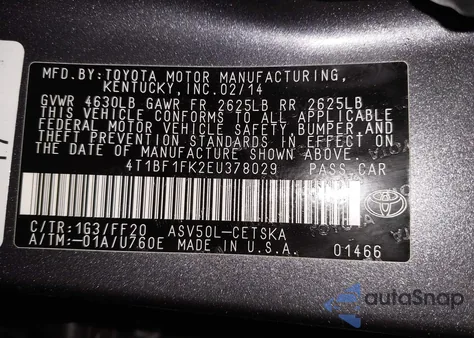 MFD.BY:TOYOTA MOTOR MANUFACTURING,
KENTUCKY, INC.02/14
GVWR 4630LB GAWR FR 2625LB RR 2625LB
THIS VEHICLE CONFORMS TO ALL APPLICABLE
FEDERAL MOTOR VEHICLE SAFETY, BUMPER, AND
THEFT PREVENTION STANDARDS IN EFFECT ON
THE DATE OF MANUFACTURE SHOWN ABOVE.
4T1BF1FK2EU378029 PASS.CAR
C/TR:1G3/FF20 ASV50L-CETSKA
A/TM:-01A/U760E MADE IN U.S.A. 01466
TOYOTA
autoSnap